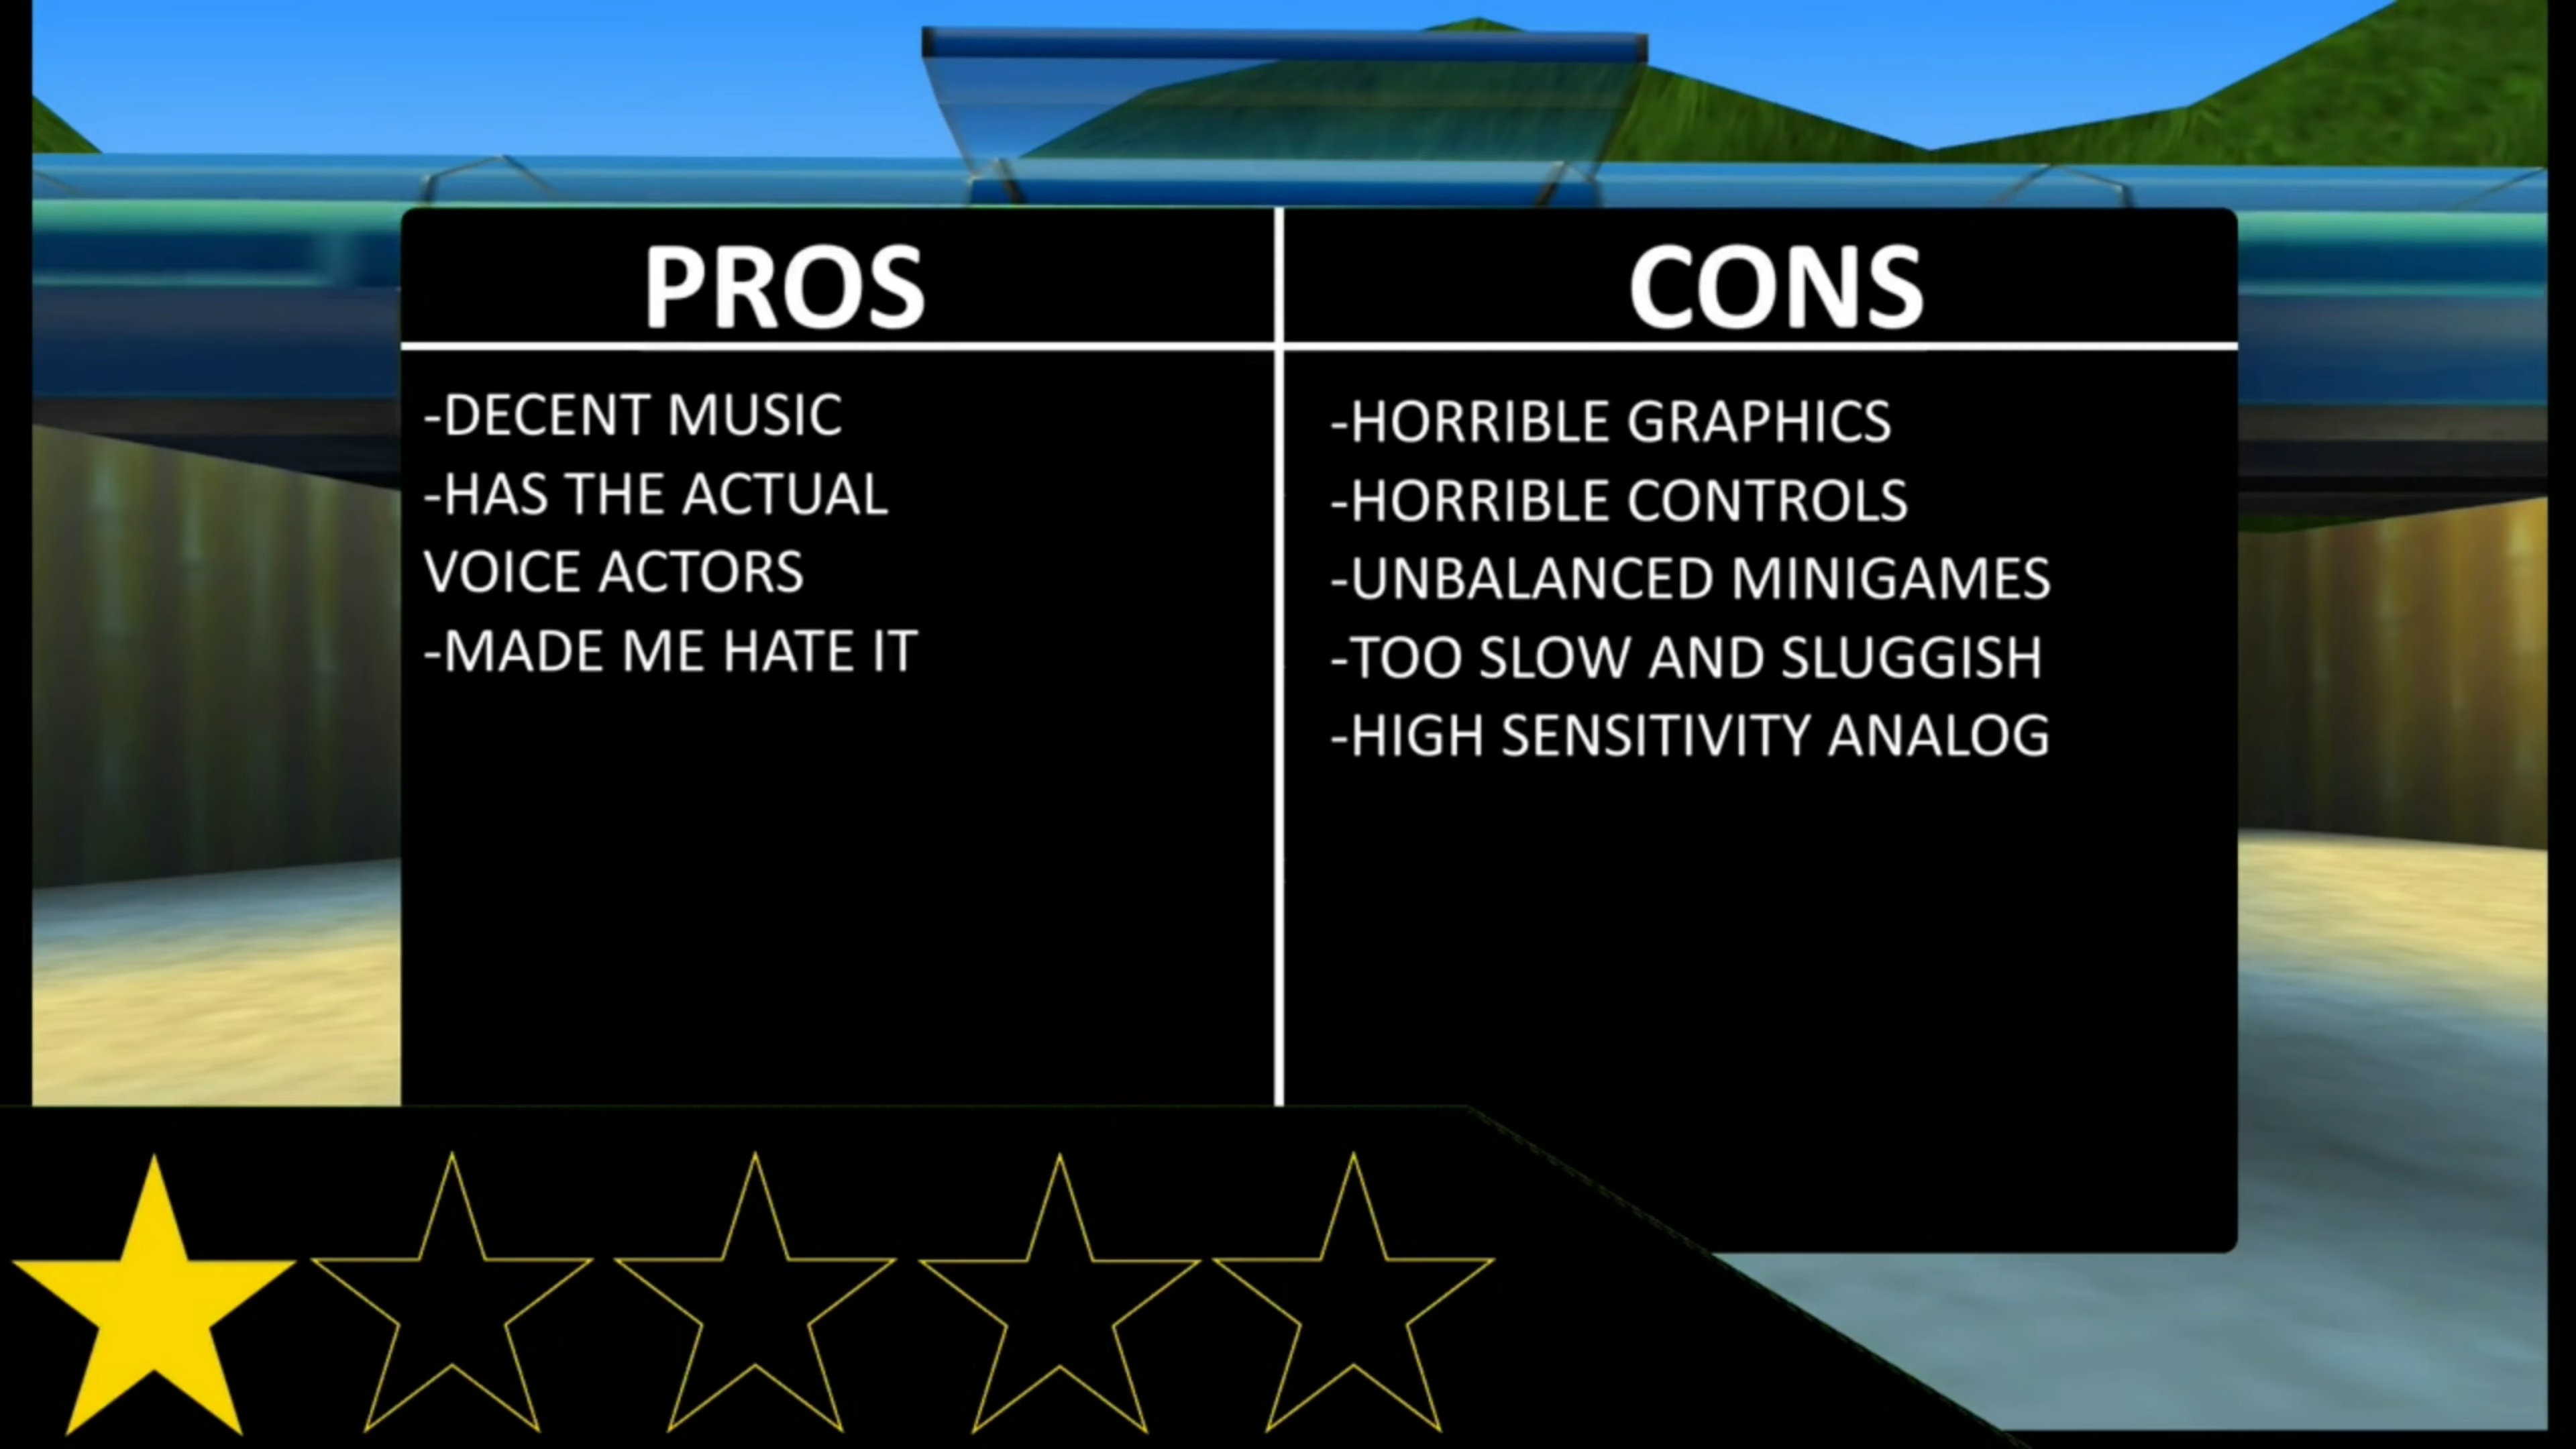 PROS
-DECENT MUSIC
-HAS THE ACTUAL
VOICE ACTORS
-MADE ME HATE IT
CONS
-HORRIBLE GRAPHICS
-HORRIBLE CONTROLS
-UNBALANCED MINIGAMES
-TOO SLOW AND SLUGGISH
-HIGH SENSITIVITY ANALOG